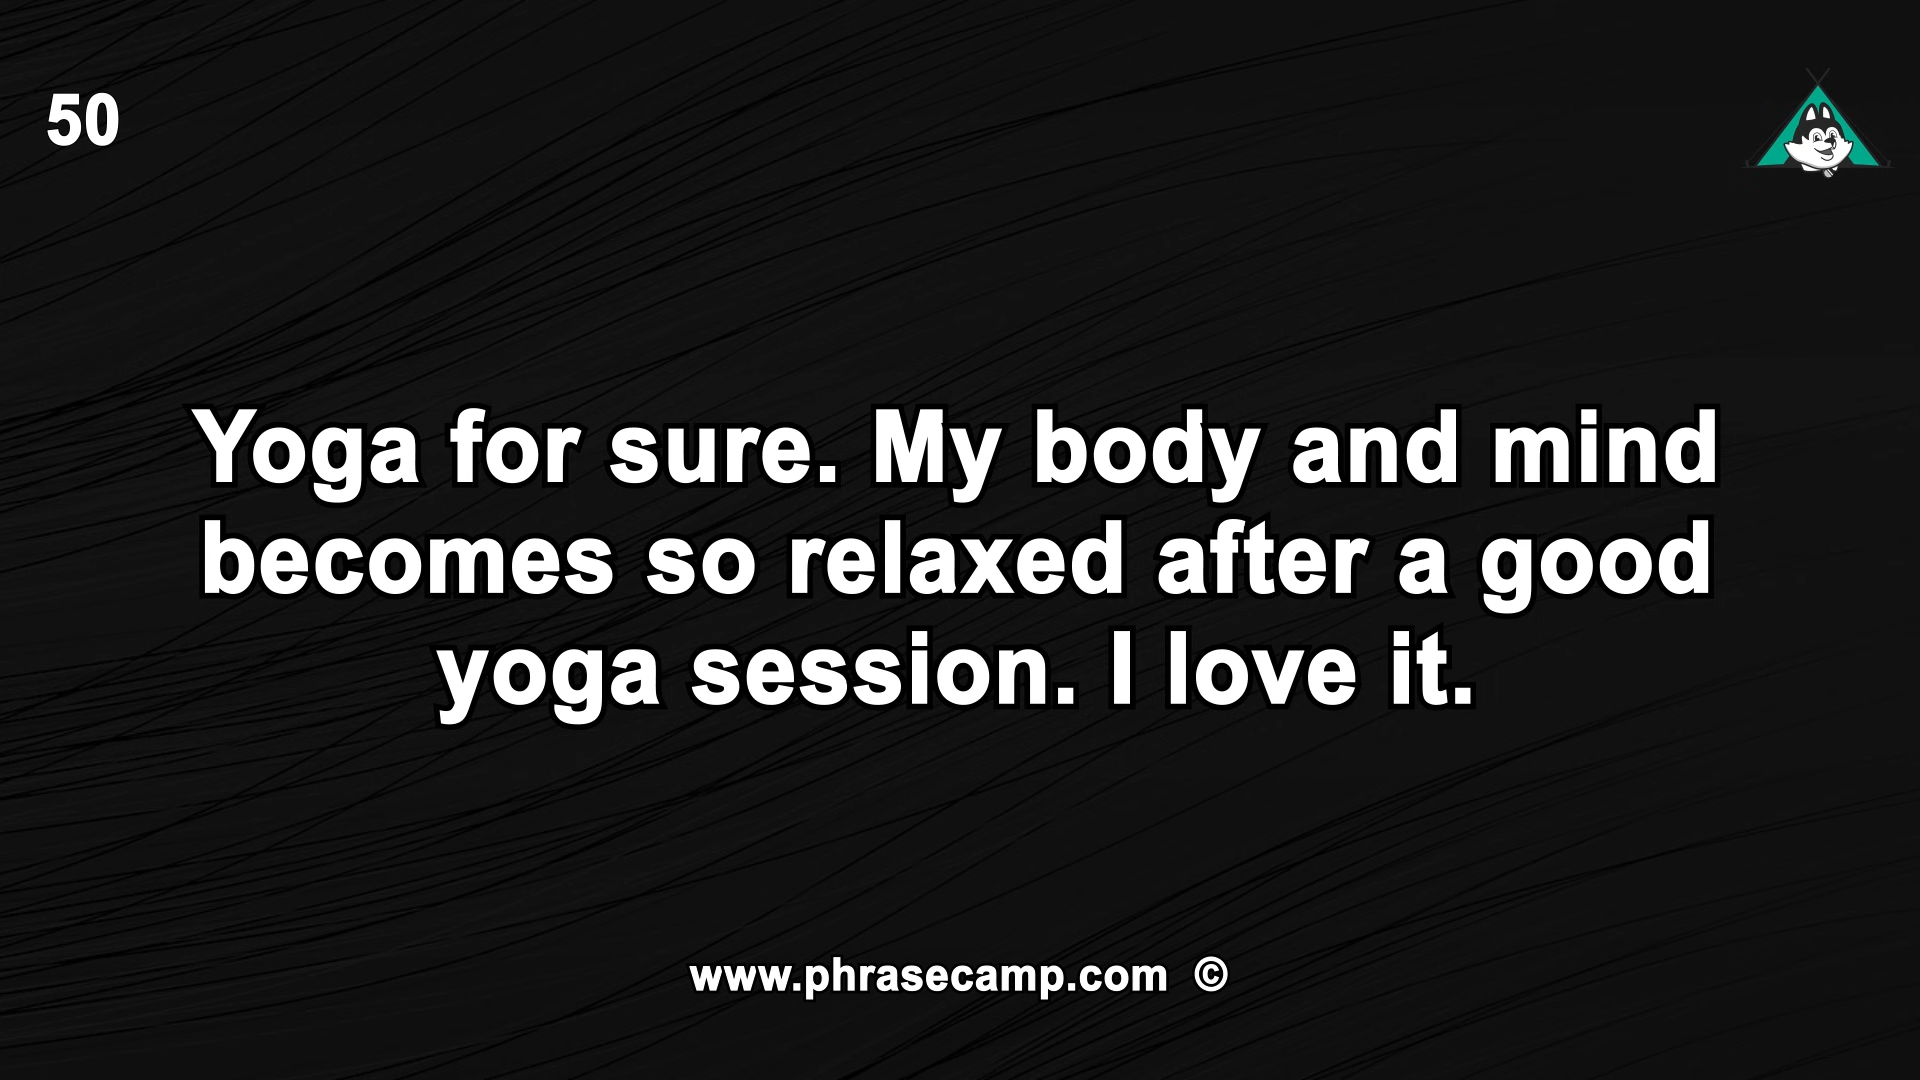 50
Yoga for sure. My body and mind
becomes so relaxed after a good
yoga session. I love it.
www.phrasecamp.com ©